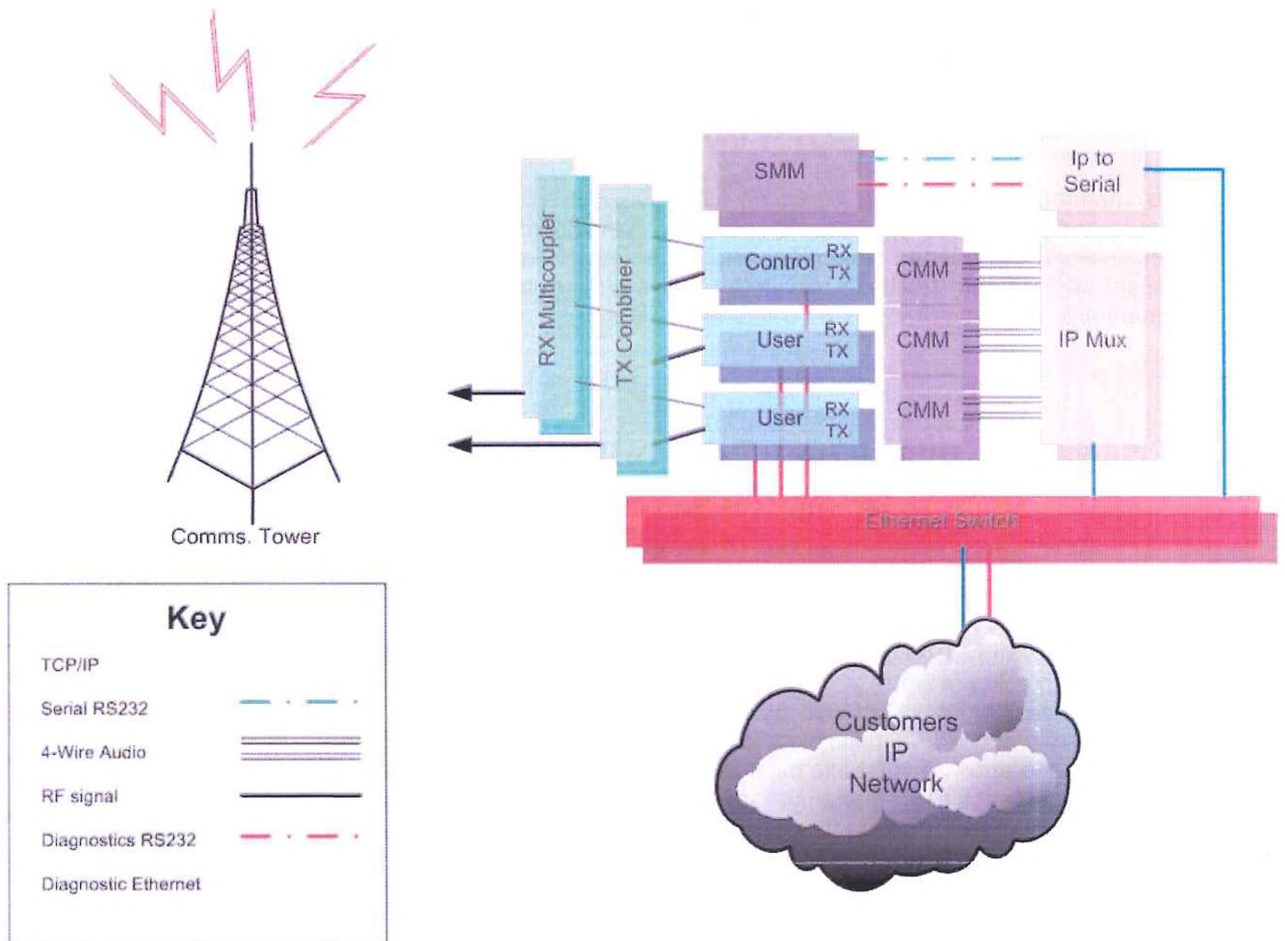 SMM
Ip to
Serial
RX Multicoupler
TX Combiner
Control
RX
TX
CMM
User
RX
TX
CMM
IP Mux
User
RX
TX
CMM
Ethernet Switch
Comms. Tower
Key
TCP/IP
Serial RS232
4-Wire Audio
RF signal
Diagnostics RS232
Diagnostic Ethernet
Customers
IP
Network